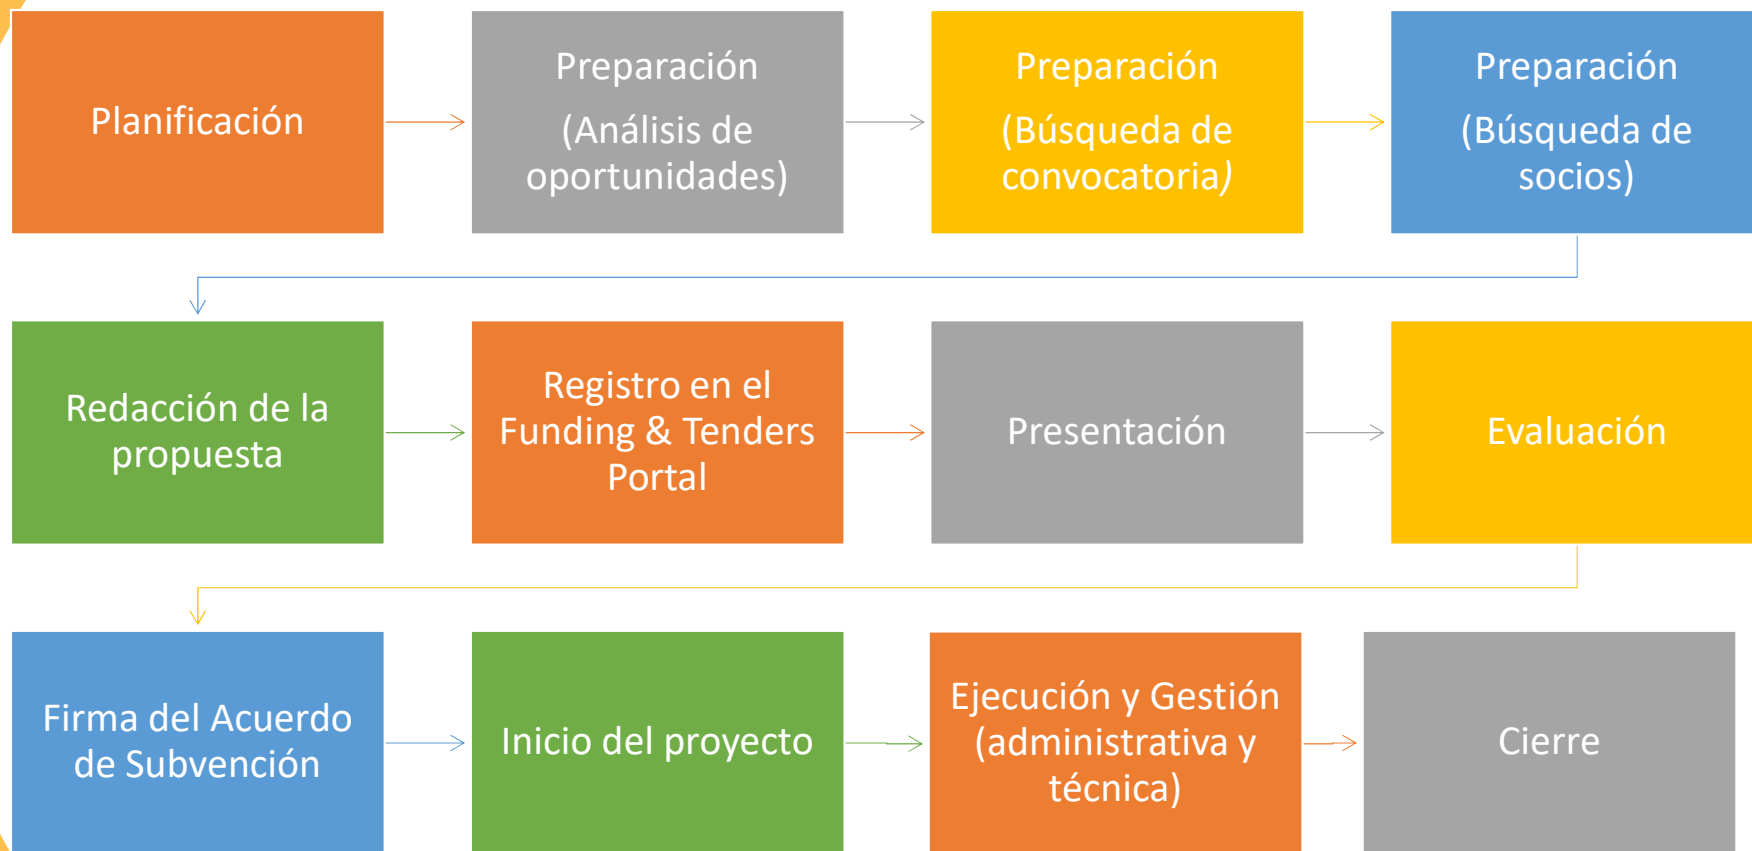 Planificación
Preparación
(Análisis de
oportunidades)
Preparación
(Búsqueda de
convocatoria)
Preparación
(Búsqueda de
socios)
Redacción de la
propuesta
Registro en el
Funding & Tenders
Portal
Presentación
Evaluación
Firma del Acuerdo
de Subvención
Inicio del proyecto
Ejecución y Gestión
(administrativa y
técnica)
Cierre